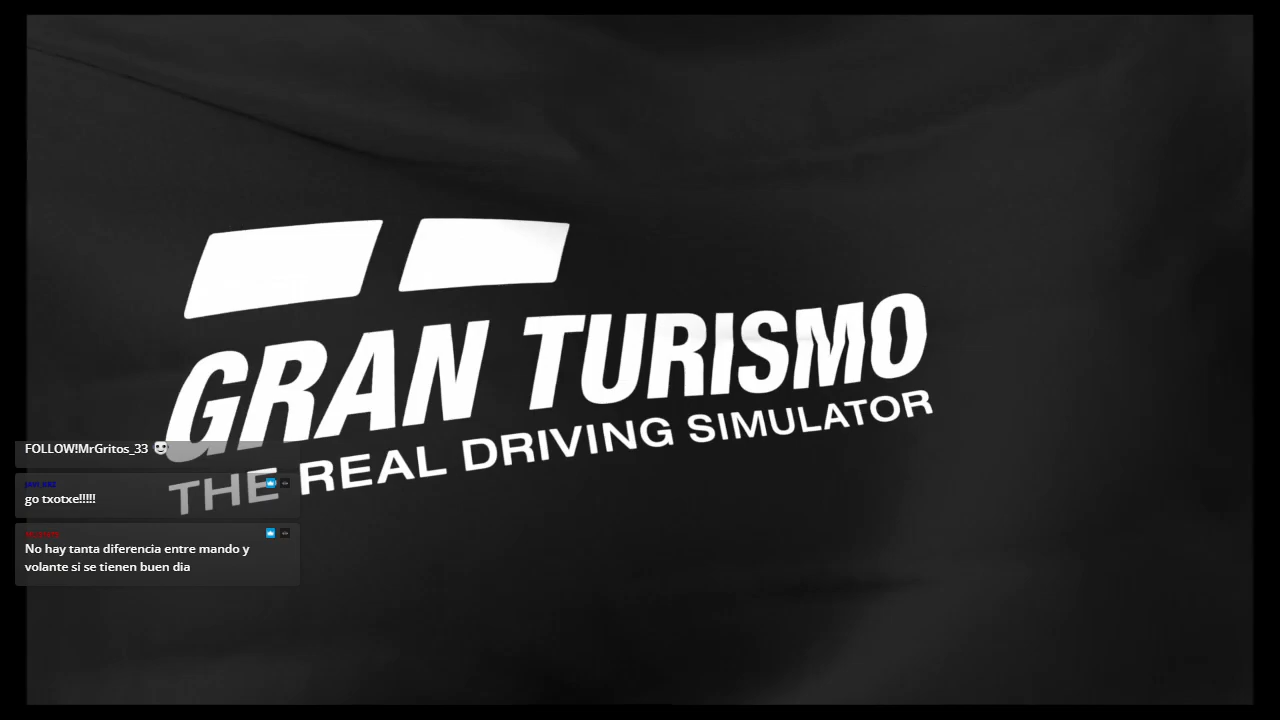 GRAN TURISMO
THE REAL DRIVING SIMULATOR
FOLLOW!MrGritos_33
go txotxe!!!!!
No hay tanta diferencia entre mando y
volante si se tienen buen dia